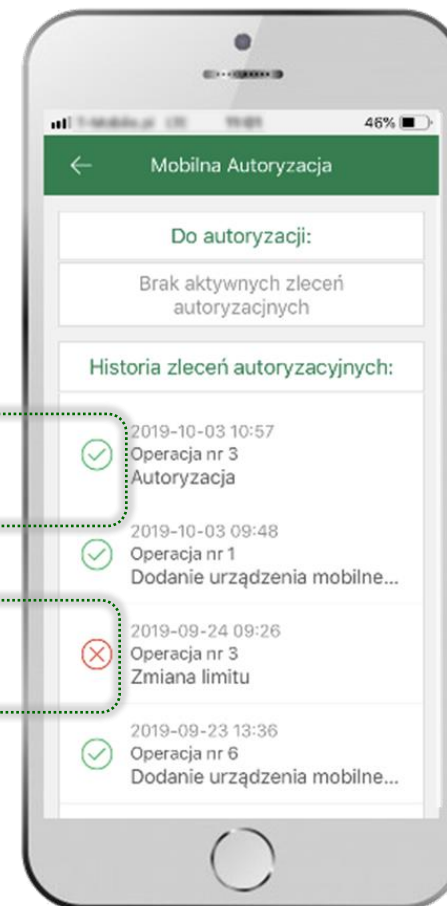 46%
Mobilna Autoryzacja
Do autoryzacji:
Brak aktywnych zleceń
autoryzacjnych
Historia zleceń autoryzacyjnych:
2019-10-03 10:57
Operacja nr 3
Autoryzacja
2019-10-03 09:48
Operacja nr 1
Dodanie urządzenia mobilne...
2019-09-24 09:26
Operacja nr 3
Zmiana limitu
2019-09-23 13:36
Operacja nr 6
Dodanie urządzenia mobilne...